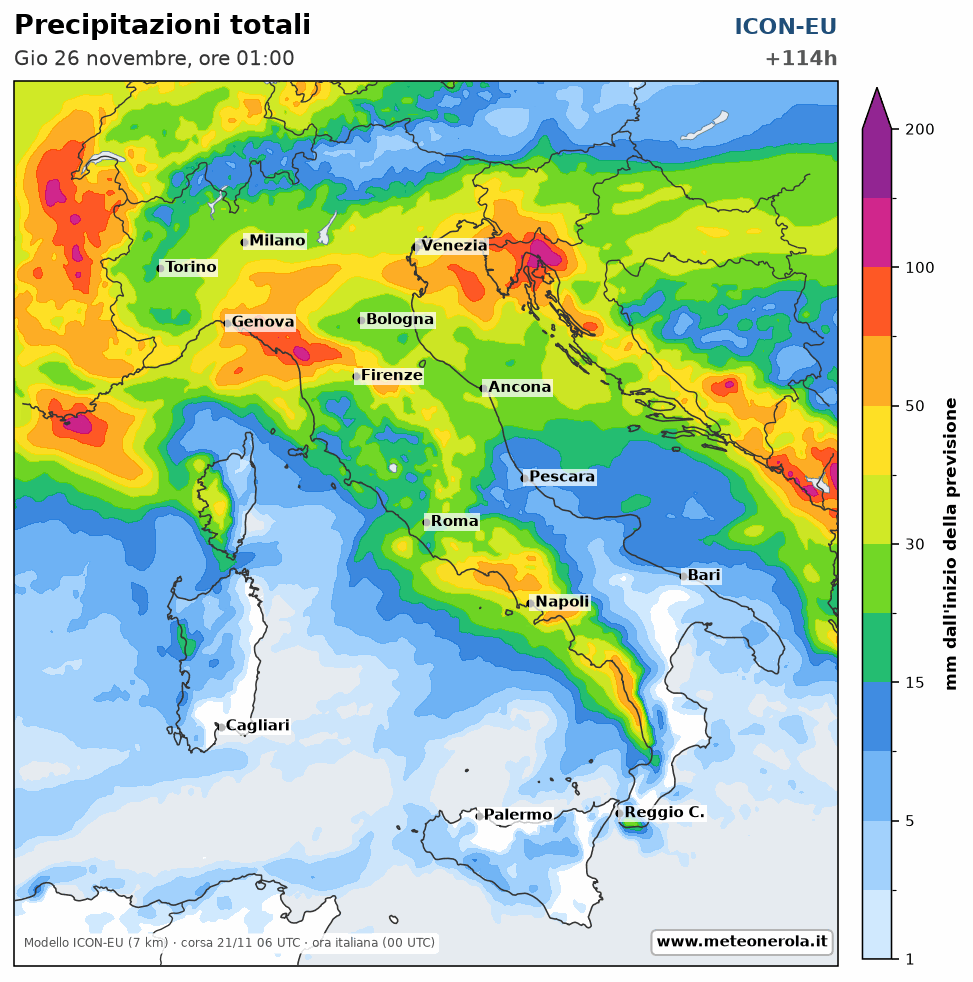 Precipitazioni totali
ICON-EU
Gio 26 novembre, ore 01:00
+114h
200
100
50
30
15
5
1
mm dall'inizio della previsione
Milano
Venezia
Torino
Genova
Bologna
Firenze
Ancona
Pescara
Roma
Bari
Napoli
Cagliari
Palermo
Reggio C.
Modello ICON-EU (7 km) · corsa 21/11 06 UTC · ora italiana (00 UTC)
www.meteonerola.it